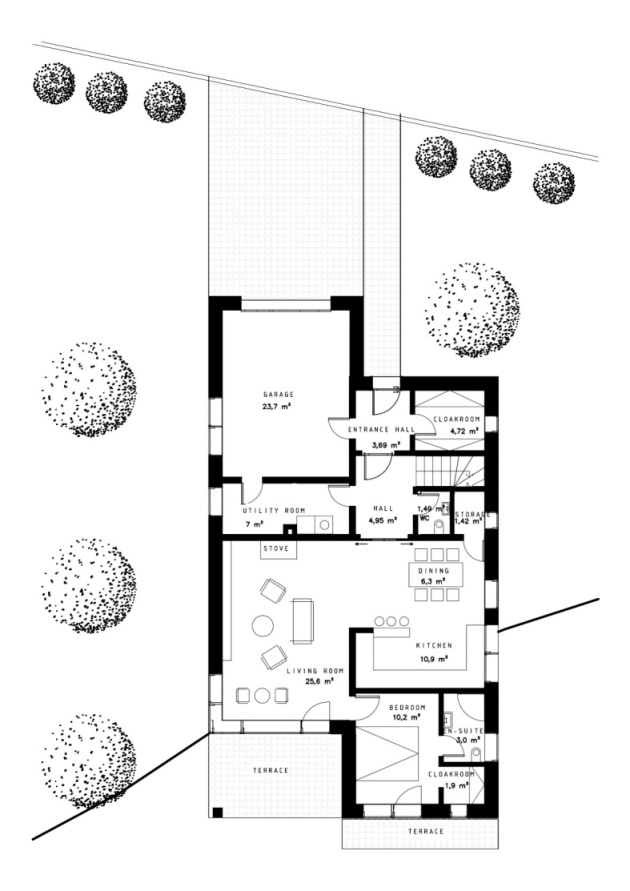 GARAGE
23,7 m²
CLOAKROOM
4,72 m²
ENTRANCE HALL
3,69 m²
UTILITY ROOM
7 m²
HALL
4,95 m²
1,49 m²
WC
STORAGE
1,42 m²
STOVE
DINING
6,3 m²
KITCHEN
10,9 m²
LIVING ROOM
25,6 m²
BEDROOM
10,2 m²
EN-SUITE
3,0 m²
TERRACE
CLOAKROOM
1,9 m²
TERRACE